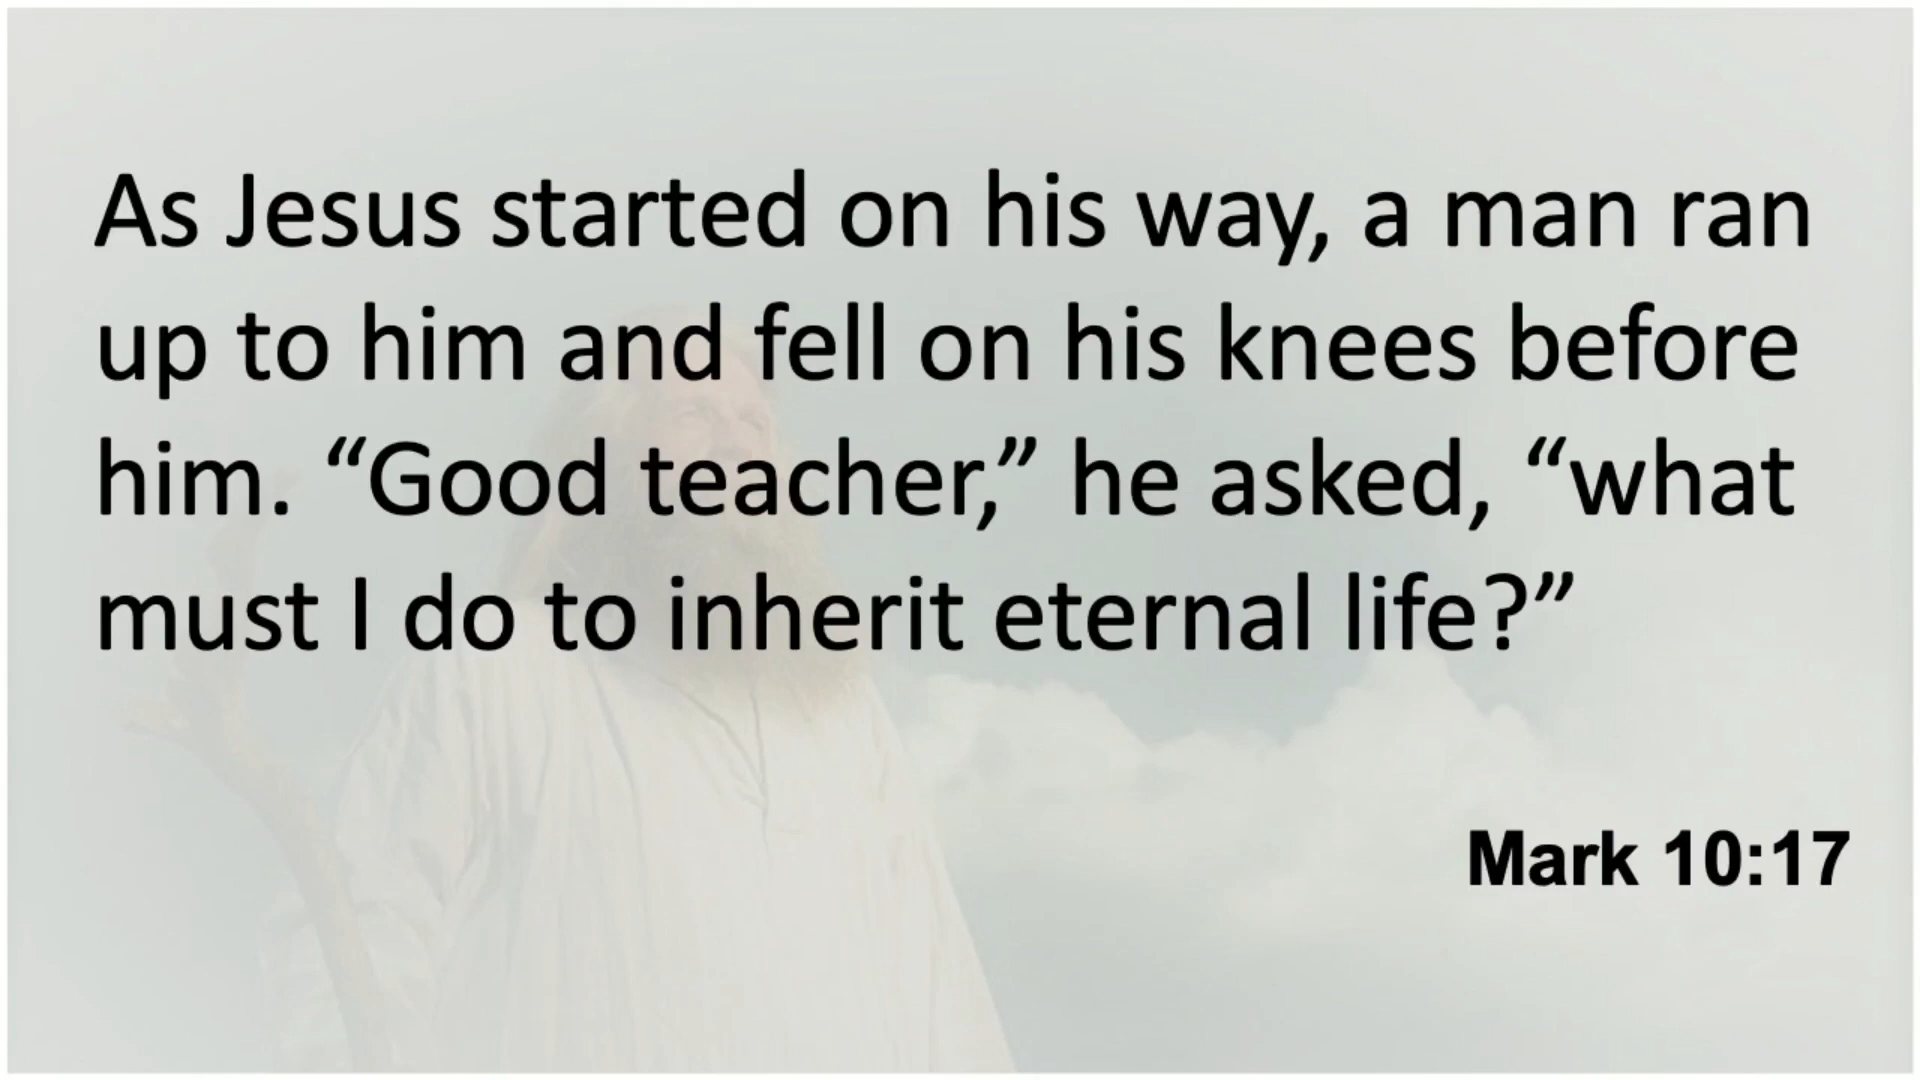 As Jesus started on his way, a man ran
up to him and fell on his knees before
him. “Good teacher,” he asked, “what
must I do to inherit eternal life?”
Mark 10:17